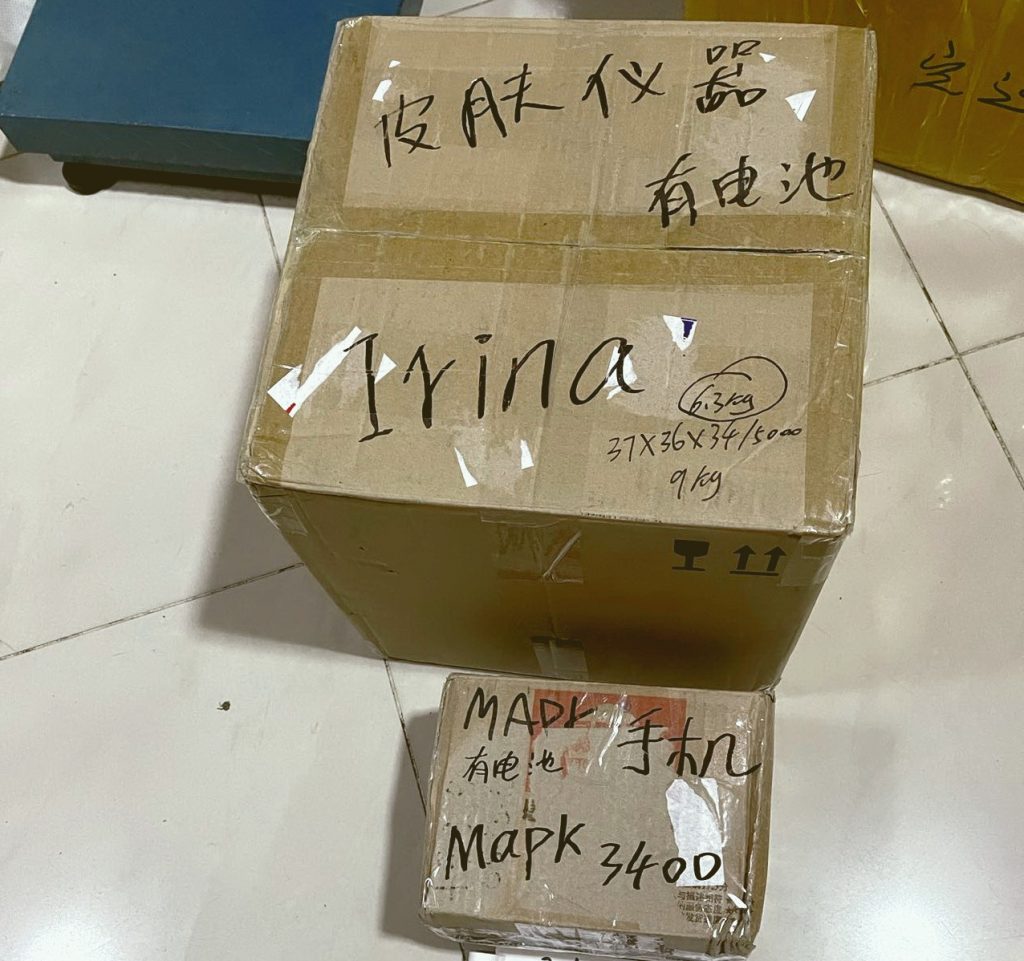 皮肤仪器
有电池
Irina
6.3kg
37X36X34/5000
9kg
MADK 手机
有电池
Mapk 3400